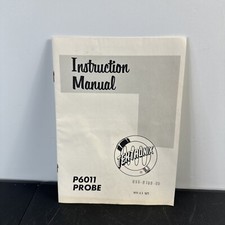 Instruction
Manual
TEKTRONIX
P6011
PROBE